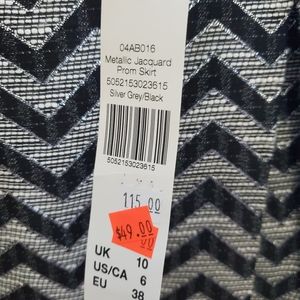 04AB016
Metallic Jacquard
Prom Skirt
5052153023615
Silver Grey/Black
5052153023615
115.00
$49.00
UK 10
US/CA 6
EU 38